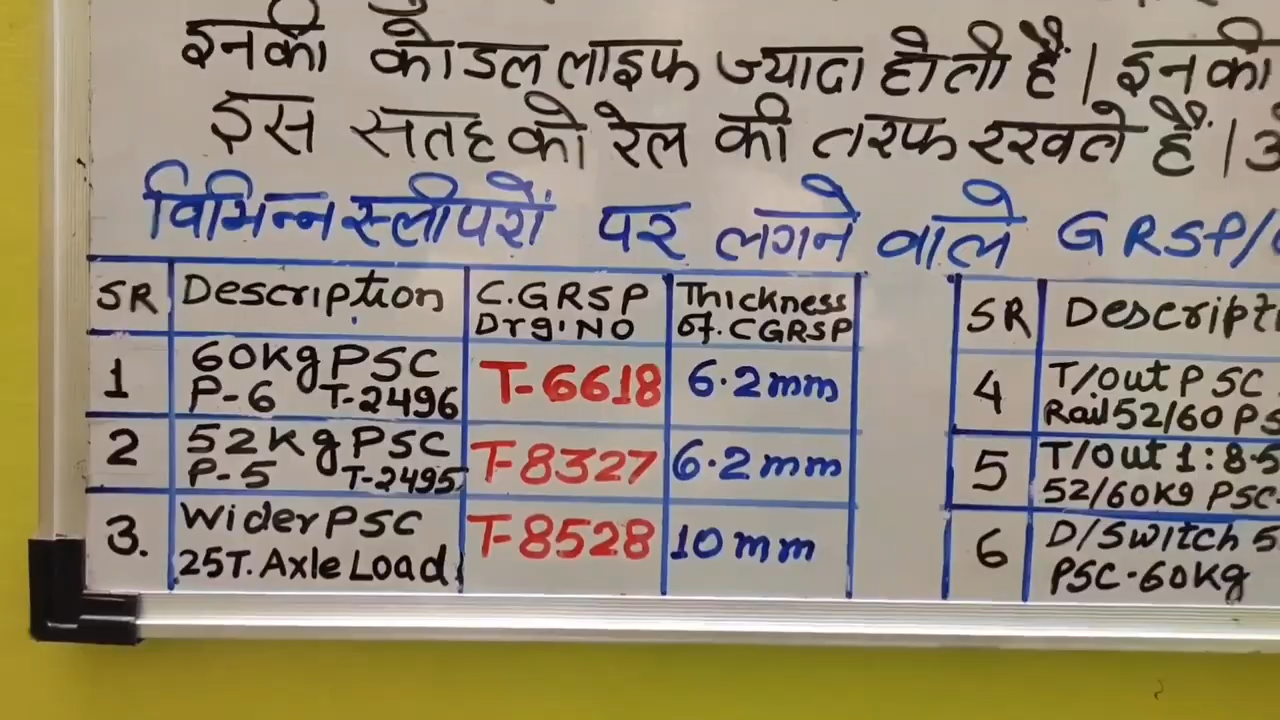 इनकी कोडल लाइफ ज्यादा होती है। इनकी
इस सतह को रेल की तरफ रखते हैं।
विभिन्न स्लीपरों पर लगने वाले GRSP/
SR Description C.GRSP Drg.NO Thickness of. CGRSP
1 60kg PSC P-6 T-2496 T-6618 6.2mm
2 52kg PSC P-5 T-2495 T-8327 6.2mm
3. Wider PSC 25T. Axle Load T-8528 10mm
SR Descripti
4 T/out PSC Rail 52/60 PS
5 T/out 1:8.5 52/60Kg PSC
6 D/Switch 5 PSC-60Kg